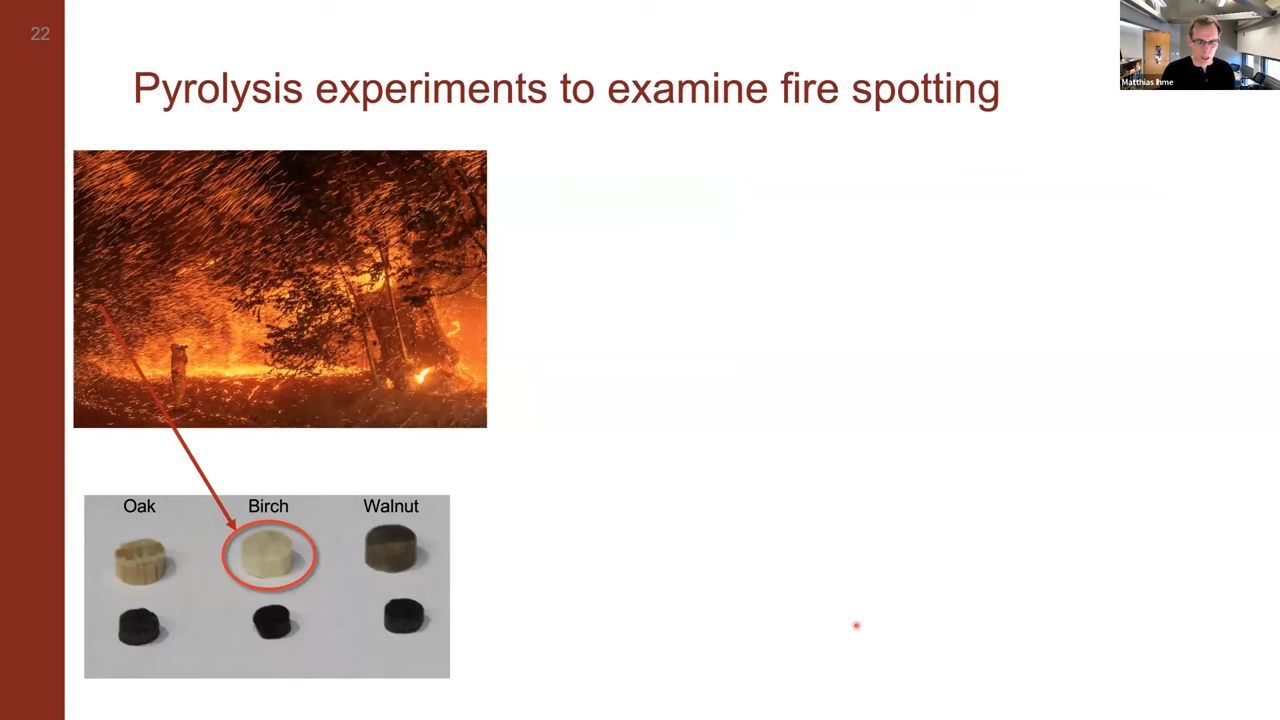 22
Matthias Ihme
Pyrolysis experiments to examine fire spotting
Oak Birch Walnut